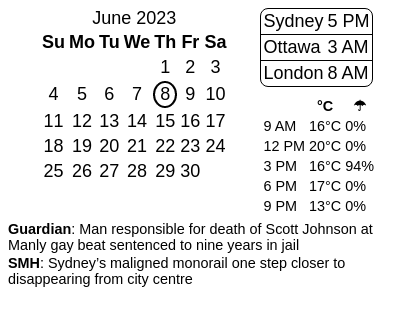 June 2023
Su Mo Tu We Th Fr Sa
1 2 3
4 5 6 7 8 9 10
11 12 13 14 15 16 17
18 19 20 21 22 23 24
25 26 27 28 29 30
Sydney 5 PM
Ottawa 3 AM
London 8 AM
°C ☂
9 AM 16°C 0%
12 PM 20°C 0%
3 PM 16°C 94%
6 PM 17°C 0%
9 PM 13°C 0%
Guardian: Man responsible for death of Scott Johnson at
Manly gay beat sentenced to nine years in jail
SMH: Sydney's maligned monorail one step closer to
disappearing from city centre